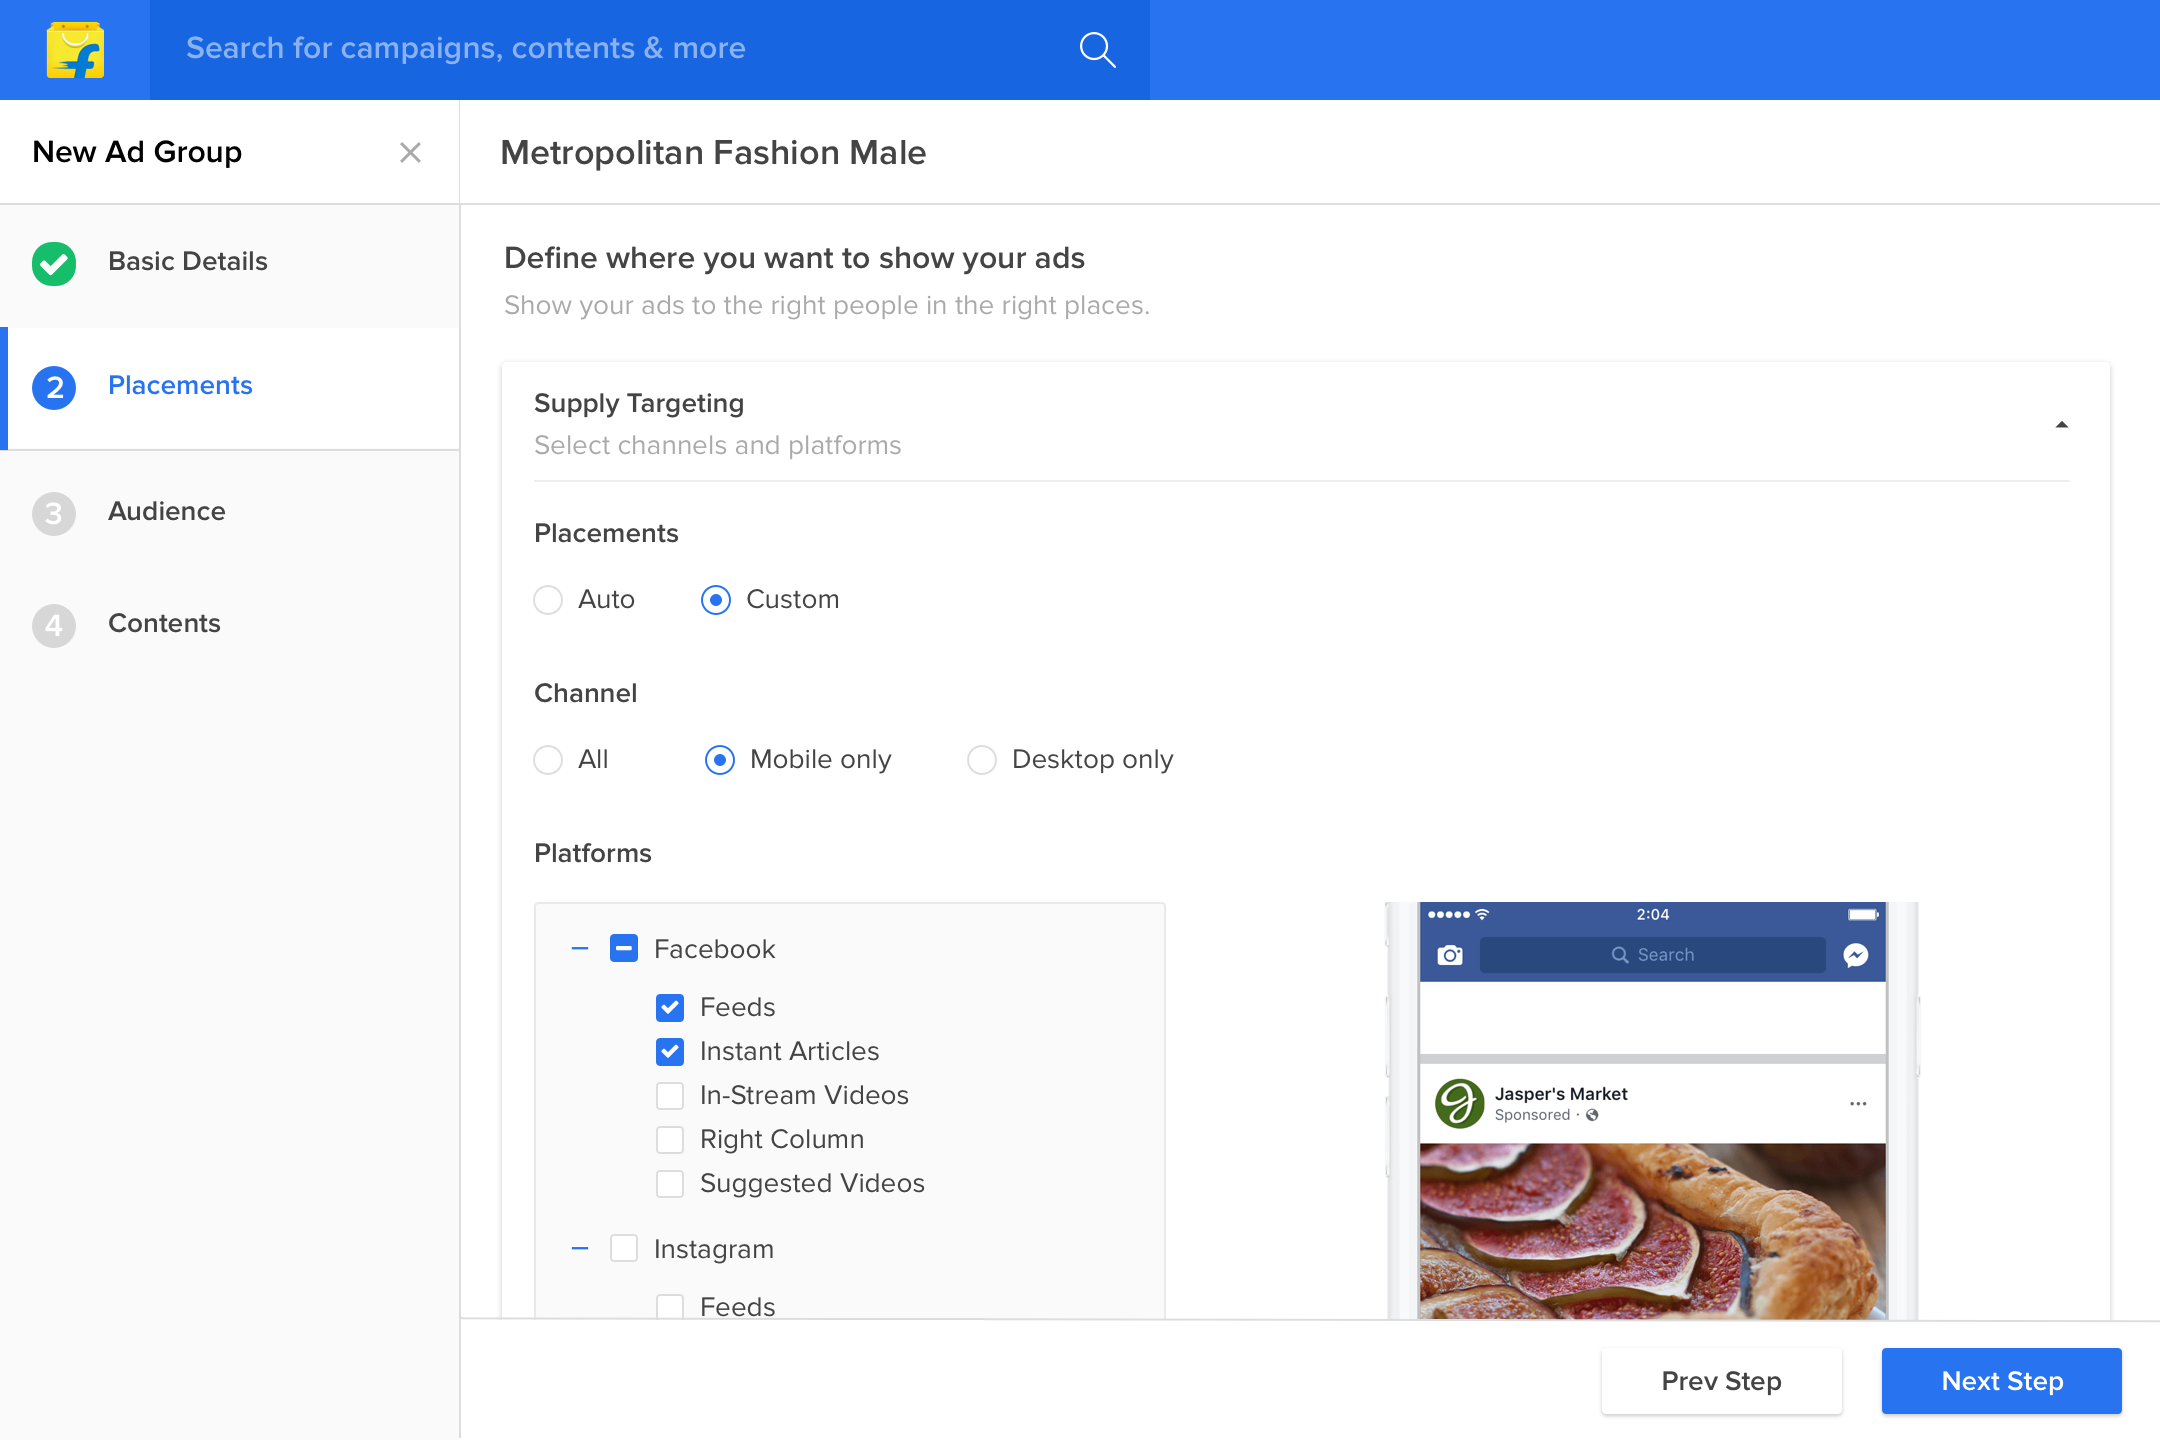 Search for campaigns, contents & more
New Ad Group
Metropolitan Fashion Male
Basic Details
2 Placements
3 Audience
4 Contents
Define where you want to show your ads
Show your ads to the right people in the right places.
Supply Targeting
Select channels and platforms
Placements
Auto Custom
Channel
All Mobile only Desktop only
Platforms
Facebook
Feeds
Instant Articles
In-Stream Videos
Right Column
Suggested Videos
Instagram
Feeds
2:04
Search
Jasper's Market
Sponsored ·
Prev Step Next Step